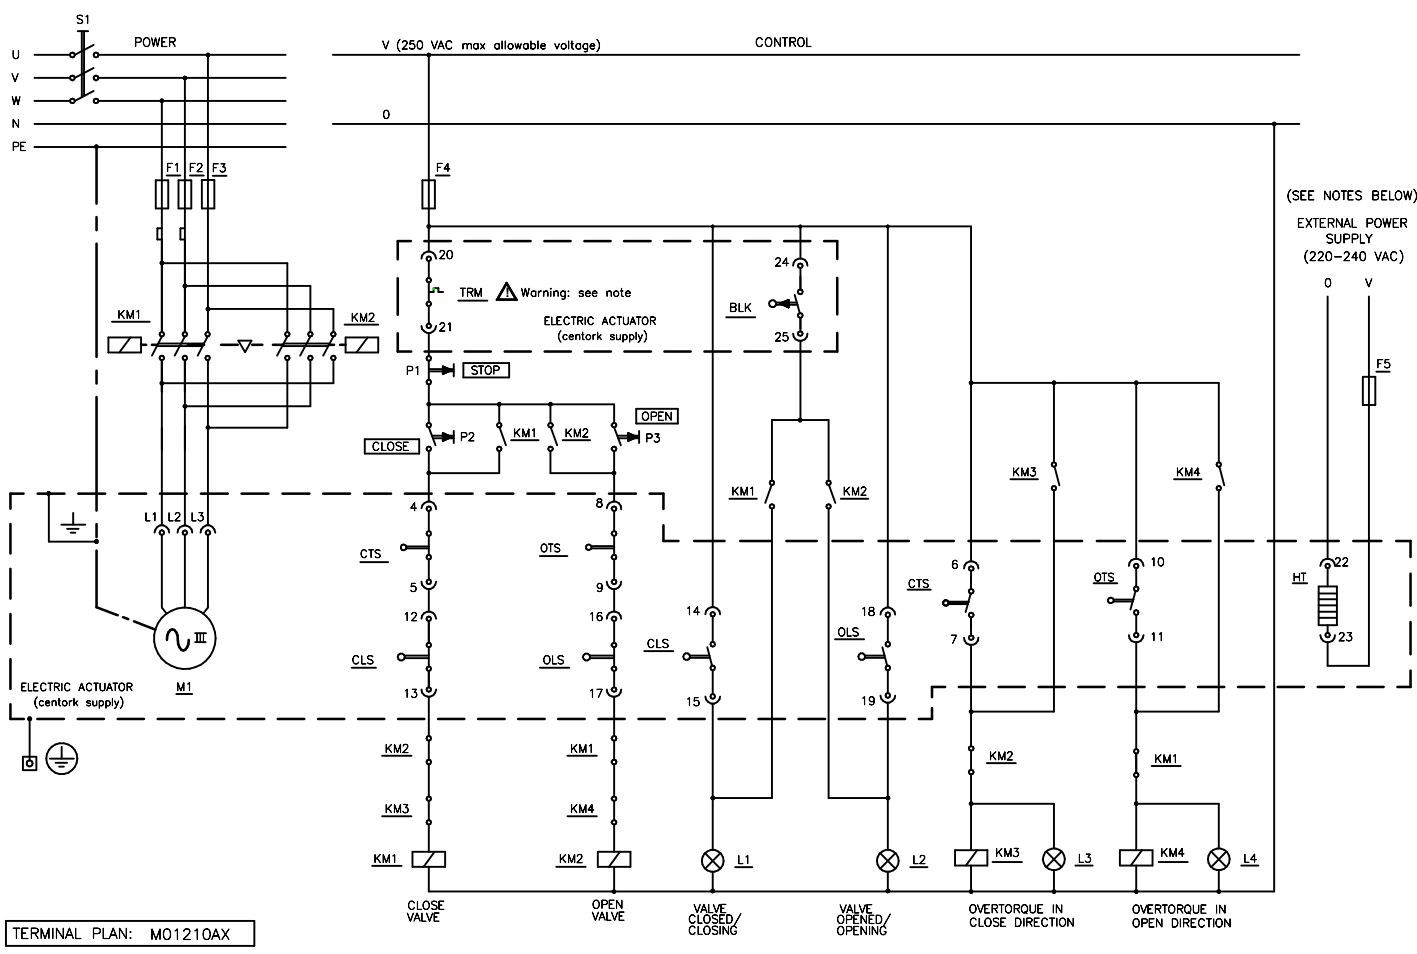 S1
POWER
V (250 VAC max allowable voltage)
CONTROL
U
V
W
N
PE
O
F1 F2 F3
F4
(SEE NOTES BELOW)
EXTERNAL POWER
SUPPLY
(220-240 VAC)
O V
20
24
TRM
Warning: see note
BLK
KM1
KM2
ELECTRIC ACTUATOR
(centork supply)
21
25
P1
STOP
F5
OPEN
CLOSE
P2
KM1
KM2
P3
KM3
KM4
KM1
KM2
L1 L2 L3
4
8
CTS
OTS
6
10
22
CTS
OTS
HT
5
9
12
16
14
18
7
11
23
CLS
OLS
CLS
OLS
ELECTRIC ACTUATOR
(centork supply)
M1
13
17
15
19
KM2
KM1
KM2
KM1
KM3
KM4
KM1
KM2
L1
L2
KM3
L3
KM4
L4
CLOSE
VALVE
OPEN
VALVE
VALVE
CLOSED/
CLOSING
VALVE
OPENED/
OPENING
OVERTORQUE IN
CLOSE DIRECTION
OVERTORQUE IN
OPEN DIRECTION
TERMINAL PLAN: M01210AX